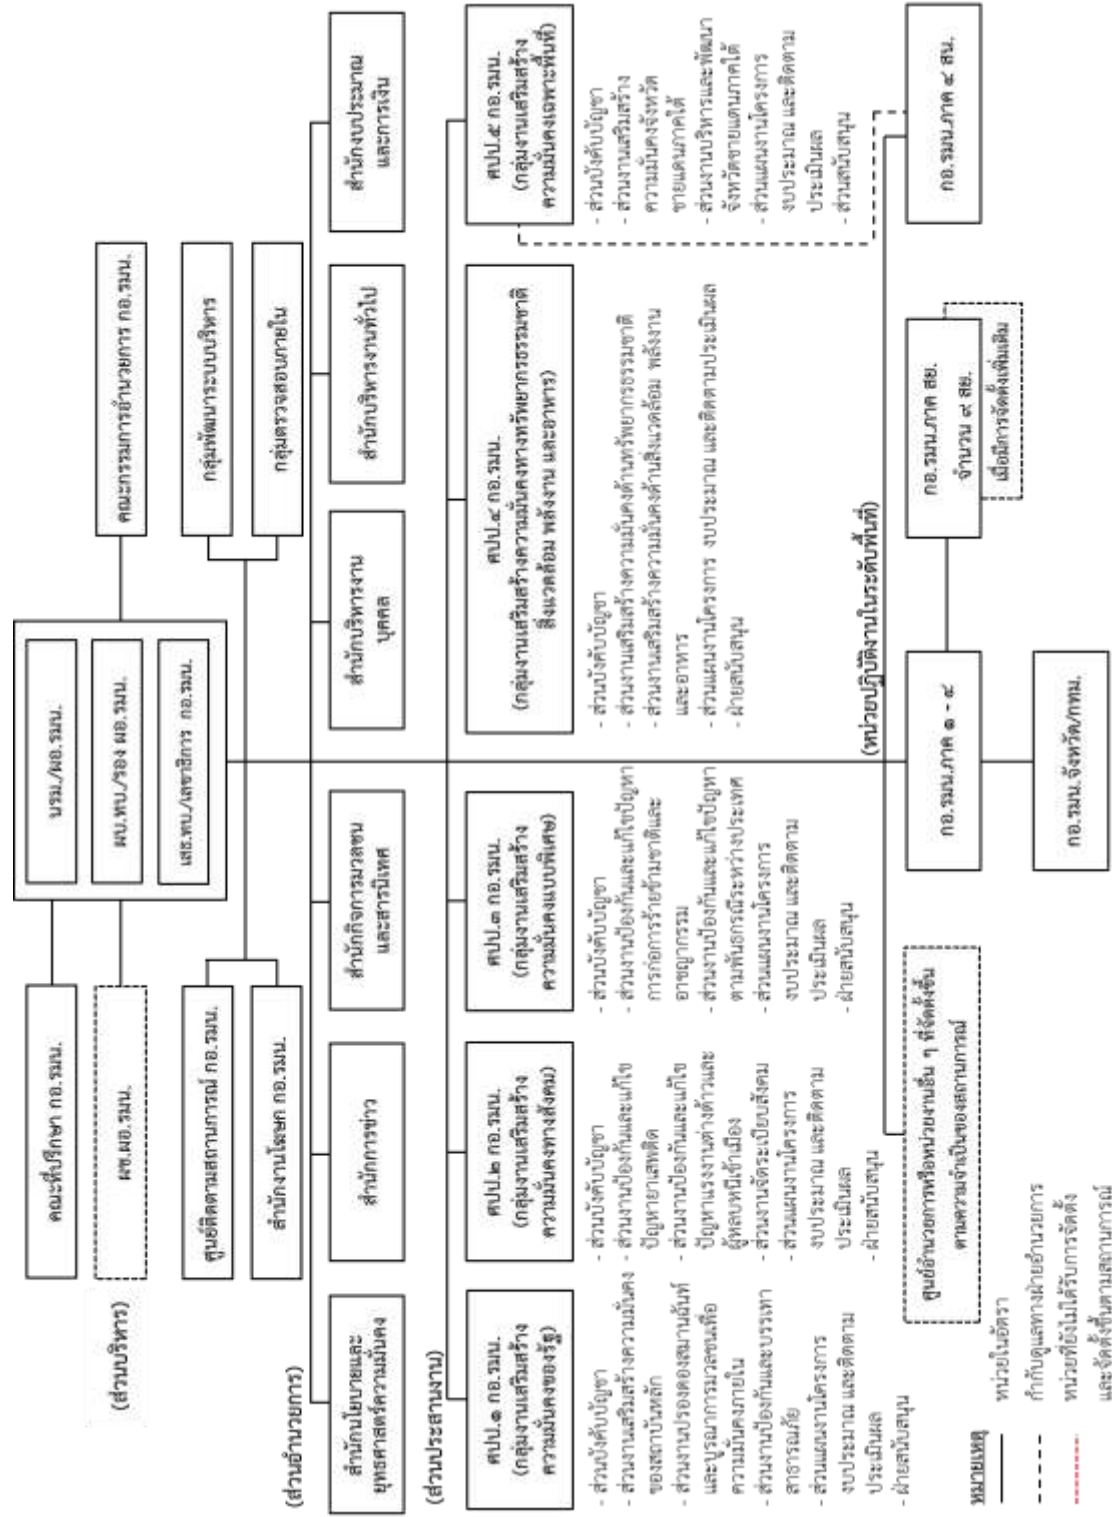 นรม./ผอ.รมน.
ผบ.ทบ./รอง ผอ.รมน.
เสธ.ทบ./เลขาธิการ กอ.รมน.
คณะที่ปรึกษา กอ.รมน.
คณะกรรมการอำนวยการ กอ.รมน.
(ส่วนบริหาร)
ผช.ผอ.รมน.
ศูนย์ติดตามสถานการณ์ กอ.รมน.
กลุ่มพัฒนาระบบบริหาร
สำนักงานโฆษก กอ.รมน.
กลุ่มตรวจสอบภายใน
(ส่วนอำนวยการ)
สำนักนโยบายและ
ยุทธศาสตร์ความมั่นคง
สำนักการข่าว
สำนักกิจการมวลชน
และสารนิเทศ
สำนักบริหารงาน
บุคคล
สำนักบริหารงานทั่วไป
สำนักงบประมาณ
และการเงิน
(ส่วนประสานงาน)
ศปป.๑ กอ.รมน.
(กลุ่มงานเสริมสร้าง
ความมั่นคงของรัฐ)
- ส่วนบังคับบัญชา
- ส่วนงานเสริมสร้างความมั่นคง
ของสถาบันหลัก
- ส่วนงานปรองดองสมานฉันท์
และบูรณาการมวลชนเพื่อ
ความมั่นคงภายใน
- ส่วนงานป้องกันและบรรเทา
สาธารณภัย
- ส่วนแผนงานโครงการ
งบประมาณ และติดตาม
ประเมินผล
- ฝ่ายสนับสนุน
ศปป.๒ กอ.รมน.
(กลุ่มงานเสริมสร้าง
ความมั่นคงทางสังคม)
- ส่วนบังคับบัญชา
- ส่วนงานป้องกันและแก้ไข
ปัญหายาเสพติด
- ส่วนงานป้องกันและแก้ไข
ปัญหาแรงงานต่างด้าวและ
ผู้หลบหนีเข้าเมือง
- ส่วนงานจัดระเบียบสังคม
- ส่วนแผนงานโครงการ
งบประมาณ และติดตาม
ประเมินผล
- ฝ่ายสนับสนุน
ศปป.๓ กอ.รมน.
(กลุ่มงานเสริมสร้าง
ความมั่นคงแบบพิเศษ)
- ส่วนบังคับบัญชา
- ส่วนงานป้องกันและแก้ไขปัญหา
การก่อการร้ายข้ามชาติและ
อาชญากรรม
- ส่วนงานป้องกันและแก้ไขปัญหา
ตามพันธกรณีระหว่างประเทศ
- ส่วนแผนงานโครงการ
งบประมาณ และติดตาม
ประเมินผล
- ฝ่ายสนับสนุน
ศปป.๔ กอ.รมน.
(กลุ่มงานเสริมสร้างความมั่นคงทางทรัพยากรธรรมชาติ
สิ่งแวดล้อม พลังงาน และอาหาร)
- ส่วนบังคับบัญชา
- ส่วนงานเสริมสร้างความมั่นคงด้านทรัพยากรธรรมชาติ
- ส่วนงานเสริมสร้างความมั่นคงด้านสิ่งแวดล้อม พลังงาน
และอาหาร
- ส่วนแผนงานโครงการ งบประมาณ และติดตามประเมินผล
- ฝ่ายสนับสนุน
ศปป.๕ กอ.รมน.
(กลุ่มงานเสริมสร้าง
ความมั่นคงเฉพาะพื้นที่)
- ส่วนบังคับบัญชา
- ส่วนงานเสริมสร้าง
ความมั่นคงจังหวัด
ชายแดนภาคใต้
- ส่วนงานบริหารและพัฒนา
จังหวัดชายแดนภาคใต้
- ส่วนแผนงานโครงการ
งบประมาณ และติดตาม
ประเมินผล
- ส่วนสนับสนุน
(หน่วยปฏิบัติงานในระดับพื้นที่)
ศูนย์อำนวยการหรือหน่วยงานอื่น ๆ ที่จัดตั้งขึ้น
ตามความจำเป็นของสถานการณ์
กอ.รมน.ภาค ๑ - ๔
กอ.รมน.ภาค สย.
จำนวน ๙ สย.
เมื่อมีการจัดตั้งเพิ่มเติม
กอ.รมน.ภาค ๔ สน.
กอ.รมน.จังหวัด/กทม.
หมายเหตุ
หน่วยในอัตรา
กำกับดูแลทางฝ่ายอำนวยการ
หน่วยที่ยังไม่ได้รับการจัดตั้ง
และจัดตั้งขึ้นตามสถานการณ์